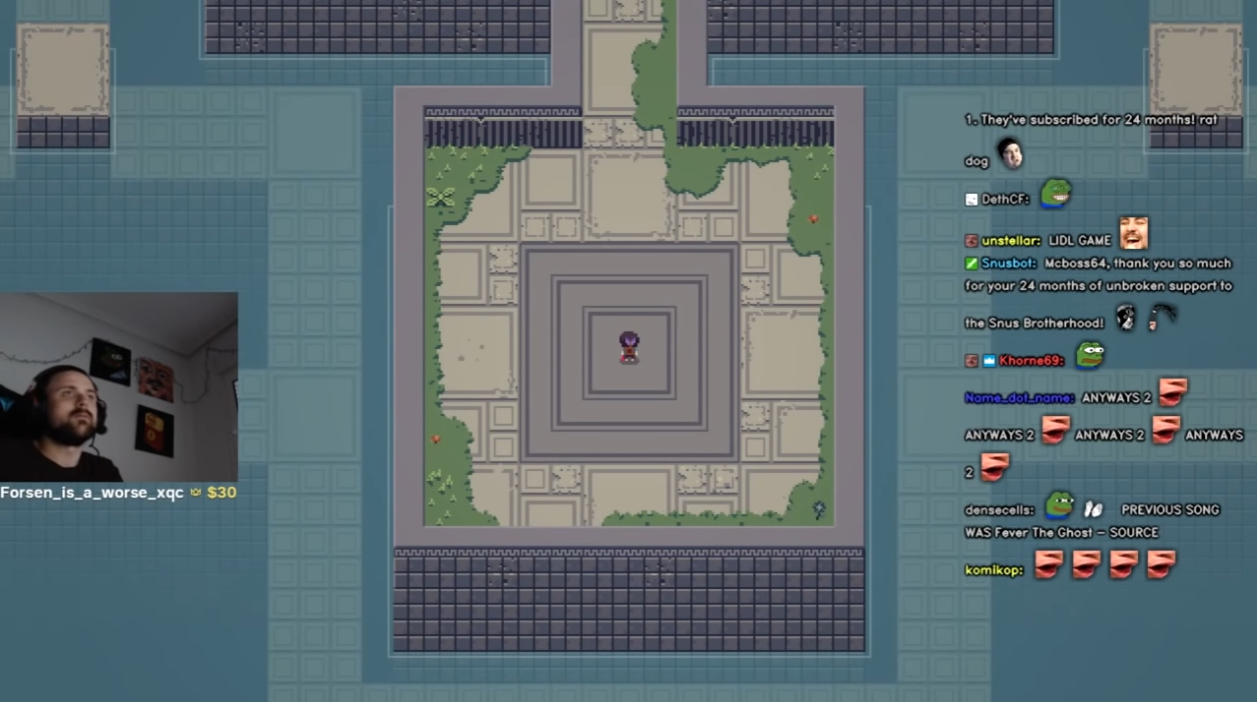 1. They've subscribed for 24 months! rat
dog
DethCF:
unstellar: LIDL GAME
Snusbot: Mcboss64, thank you so much
for your 24 months of unbroken support to
the Snus Brotherhood!
Khorne69:
Name_dot_name: ANYWAYS 2
ANYWAYS 2 ANYWAYS 2 ANYWAYS
2
densecells: PREVIOUS SONG
WAS Fever The Ghost – SOURCE
komikop:
Forsen_is_a_worse_xqc $30